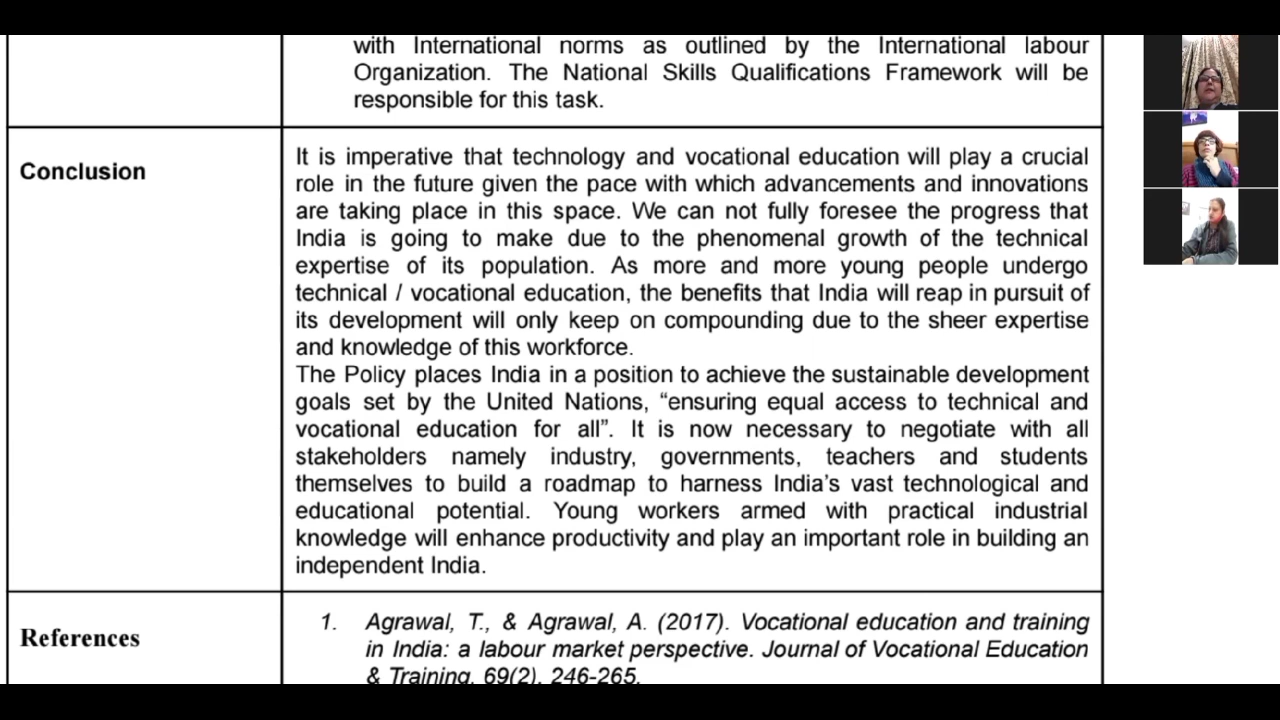 with International norms as outlined by the International labour
Organization. The National Skills Qualifications Framework will be
responsible for this task.
Conclusion
It is imperative that technology and vocational education will play a crucial
role in the future given the pace with which advancements and innovations
are taking place in this space. We can not fully foresee the progress that
India is going to make due to the phenomenal growth of the technical
expertise of its population. As more and more young people undergo
technical / vocational education, the benefits that India will reap in pursuit of
its development will only keep on compounding due to the sheer expertise
and knowledge of this workforce.
The Policy places India in a position to achieve the sustainable development
goals set by the United Nations, “ensuring equal access to technical and
vocational education for all”. It is now necessary to negotiate with all
stakeholders namely industry, governments, teachers and students
themselves to build a roadmap to harness India’s vast technological and
educational potential. Young workers armed with practical industrial
knowledge will enhance productivity and play an important role in building an
independent India.
References
1. Agrawal, T., & Agrawal, A. (2017). Vocational education and training
in India: a labour market perspective. Journal of Vocational Education
& Training, 69(2), 246-265.